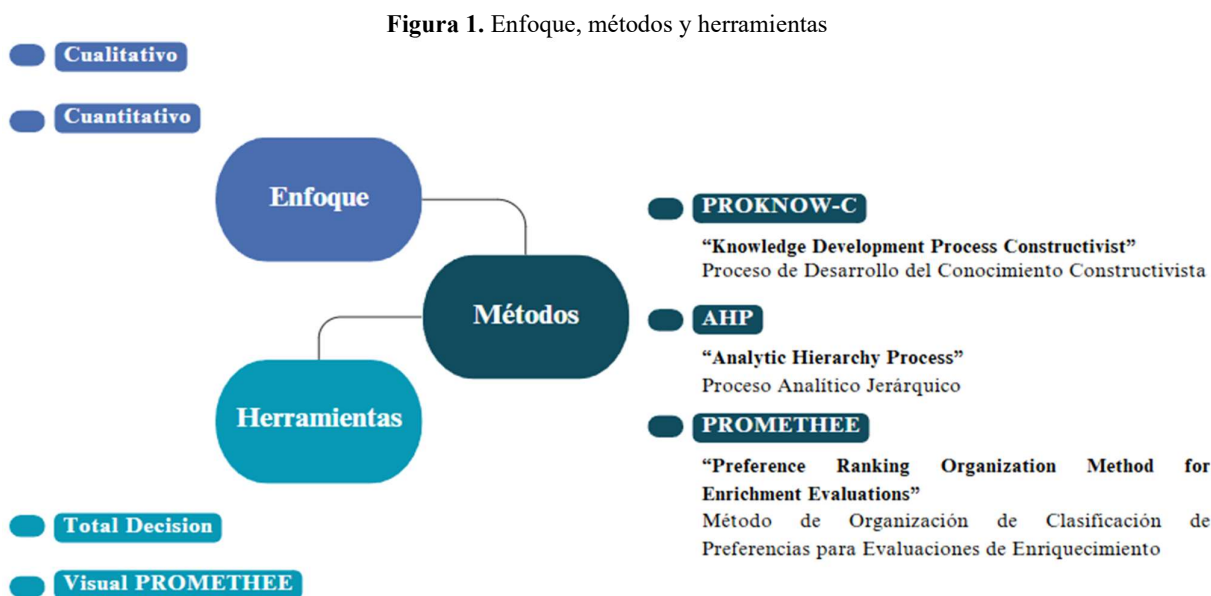 Figura 1. Enfoque, métodos y herramientas
Cualitativo
Cuantitativo
Enfoque
Métodos
Herramientas
PROKNOW-C
“Knowledge Development Process Constructivist”
Proceso de Desarrollo del Conocimiento Constructivista
AHP
“Analytic Hierarchy Process”
Proceso Analítico Jerárquico
PROMETHEE
“Preference Ranking Organization Method for
Enrichment Evaluations”
Método de Organización de Clasificación de
Preferencias para Evaluaciones de Enriquecimiento
Total Decision
Visual PROMETHEE